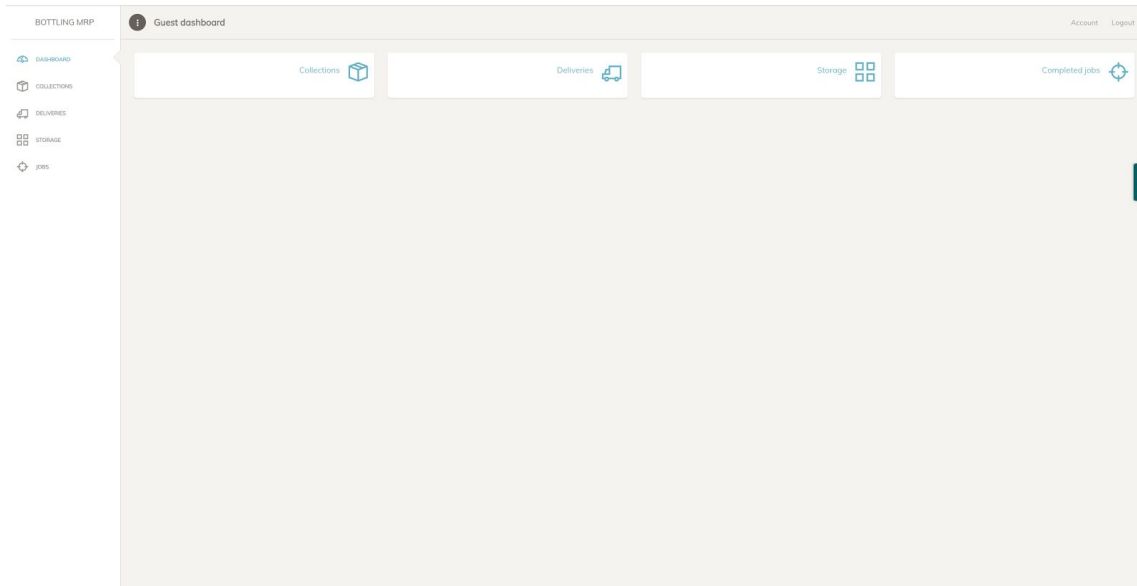 BOTTLING MRP
Guest dashboard
Account
Logout
DASHBOARD
COLLECTIONS
DELIVERIES
STORAGE
JOBS
Collections
Deliveries
Storage
Completed jobs